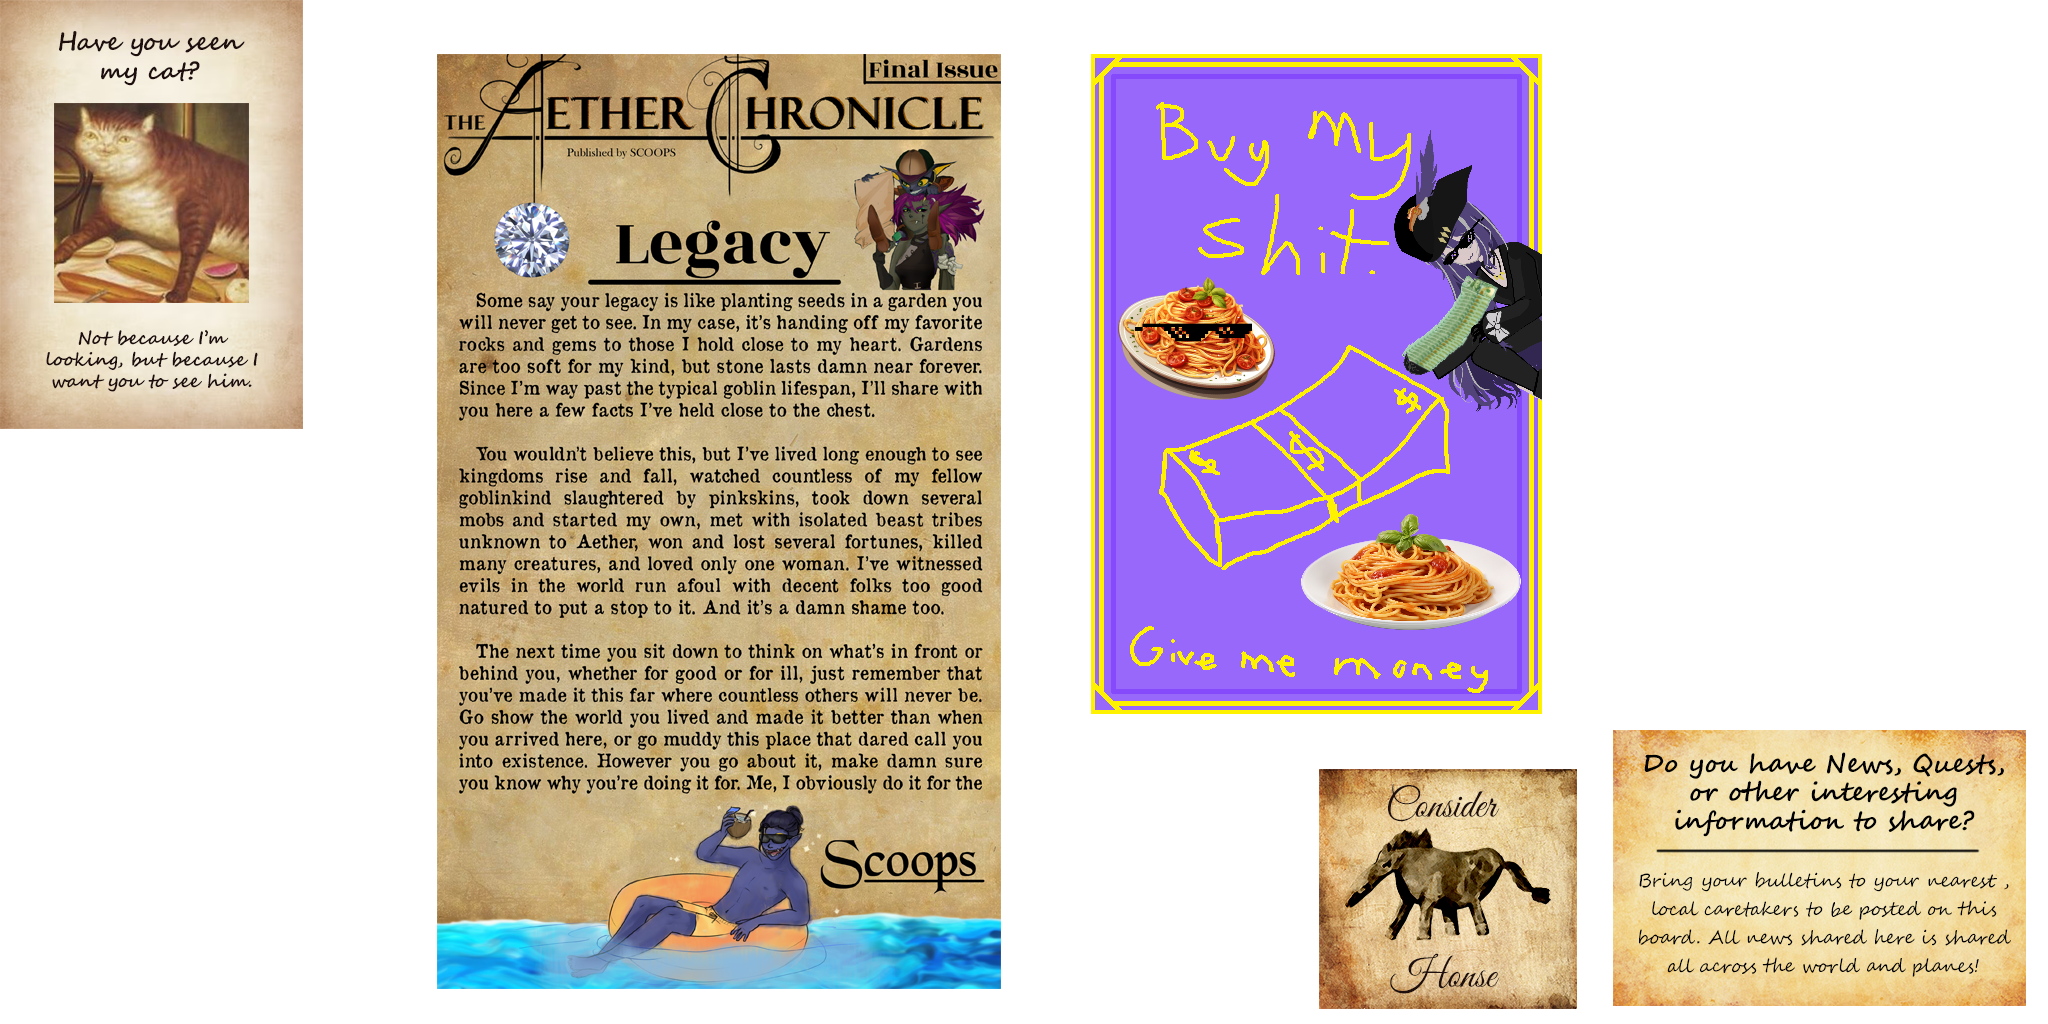 Have you seen
my cat?
Not because I'm
looking, but because I
want you to see him.
Final Issue
THE AETHER CHRONICLE
Published by SCOOPS
Legacy
Some say your legacy is like planting seeds in a garden you
will never get to see. In my case, it's handing off my favorite
rocks and gems to those I hold close to my heart. Gardens
are too soft for my kind, but stone lasts damn near forever.
Since I'm way past the typical goblin lifespan, I'll share with
you here a few facts I've held close to the chest.
You wouldn't believe this, but I've lived long enough to see
kingdoms rise and fall, watched countless of my fellow
goblinkind slaughtered by pinkskins, took down several
mobs and started my own, met with isolated beast tribes
unknown to Aether, won and lost several fortunes, killed
many creatures, and loved only one woman. I've witnessed
evils in the world run afoul with decent folks too good
natured to put a stop to it. And it's a damn shame too.
The next time you sit down to think on what's in front or
behind you, whether for good or for ill, just remember that
you've made it this far where countless others will never be.
Go show the world you lived and made it better than when
you arrived here, or go muddy this place that dared call you
into existence. However you go about it, make damn sure
you know why you're doing it for. Me, I obviously do it for the
Scoops
Buy my
shit.
$
$
$
Give me money
Consider
Honse
Do you have News, Quests,
or other interesting
information to share?
Bring your bulletins to your nearest ,
local caretakers to be posted on this
board. All news shared here is shared
all across the world and planes!